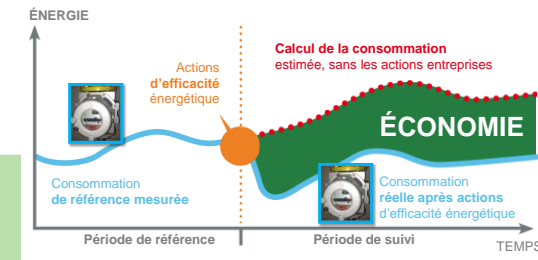 ÉNERGIE
Actions
d'efficacité
énergétique
Calcul de la consommation
estimée, sans les actions entreprises
ÉCONOMIE
Consommation
de référence mesurée
Consommation
réelle après actions
d'efficacité énergétique
Période de référence
Période de suivi
TEMPS